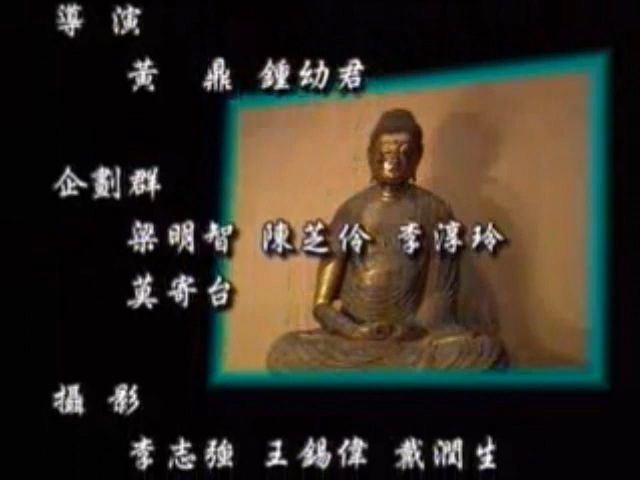 導 演
黃 鼎 鍾幼君
企劃群
梁明智 陳芝伶 李淳玲
莫寄台
攝 影
李志強 王錫偉 戴潤生